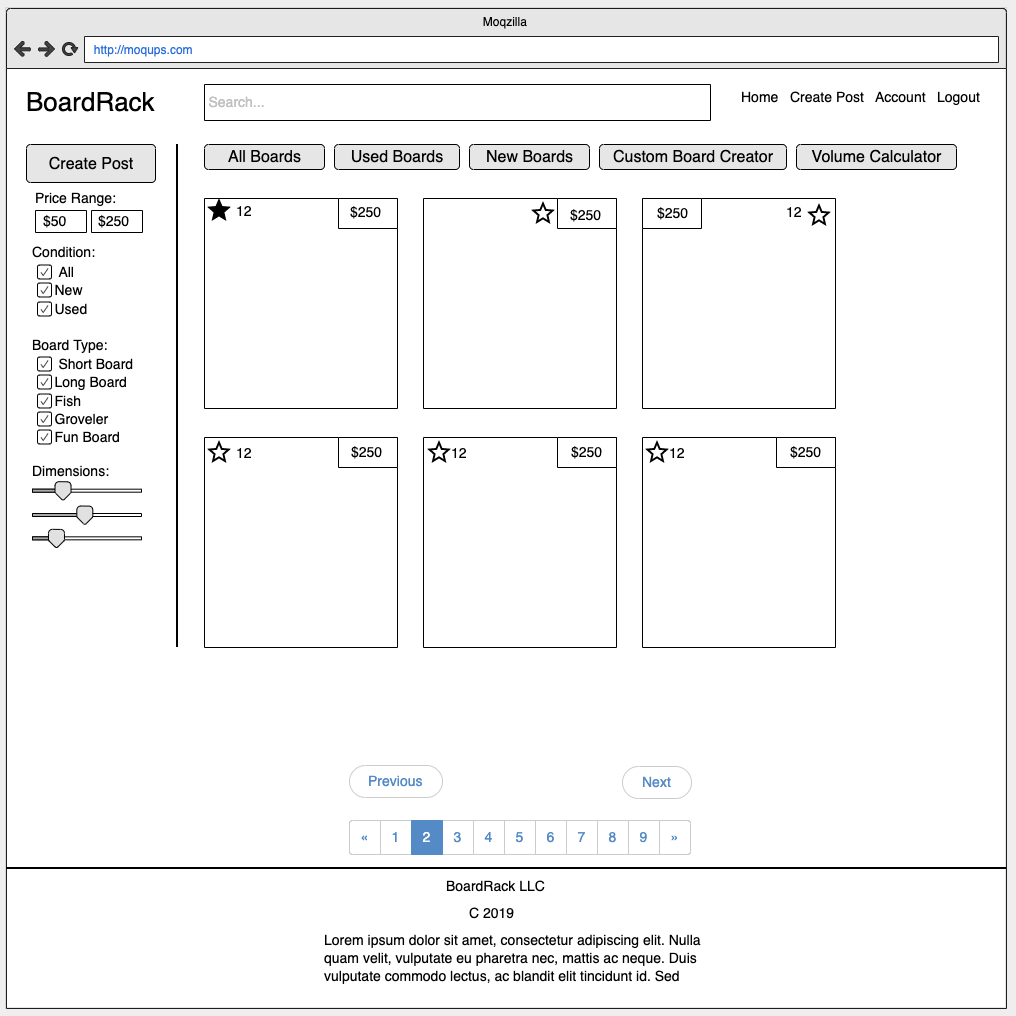 Moqzilla
http://moqups.com
BoardRack
Search...
Home Create Post Account Logout
Create Post
All Boards Used Boards New Boards Custom Board Creator Volume Calculator
Price Range:
$50 $250
Condition:
All
New
Used
Board Type:
Short Board
Long Board
Fish
Groveler
Fun Board
Dimensions:
12 $250
$250
$250 12
12 $250
12 $250
12 $250
Previous Next
« 1 2 3 4 5 6 7 8 9 »
BoardRack LLC
C 2019
Lorem ipsum dolor sit amet, consectetur adipiscing elit. Nulla
quam velit, vulputate eu pharetra nec, mattis ac neque. Duis
vulputate commodo lectus, ac blandit elit tincidunt id. Sed